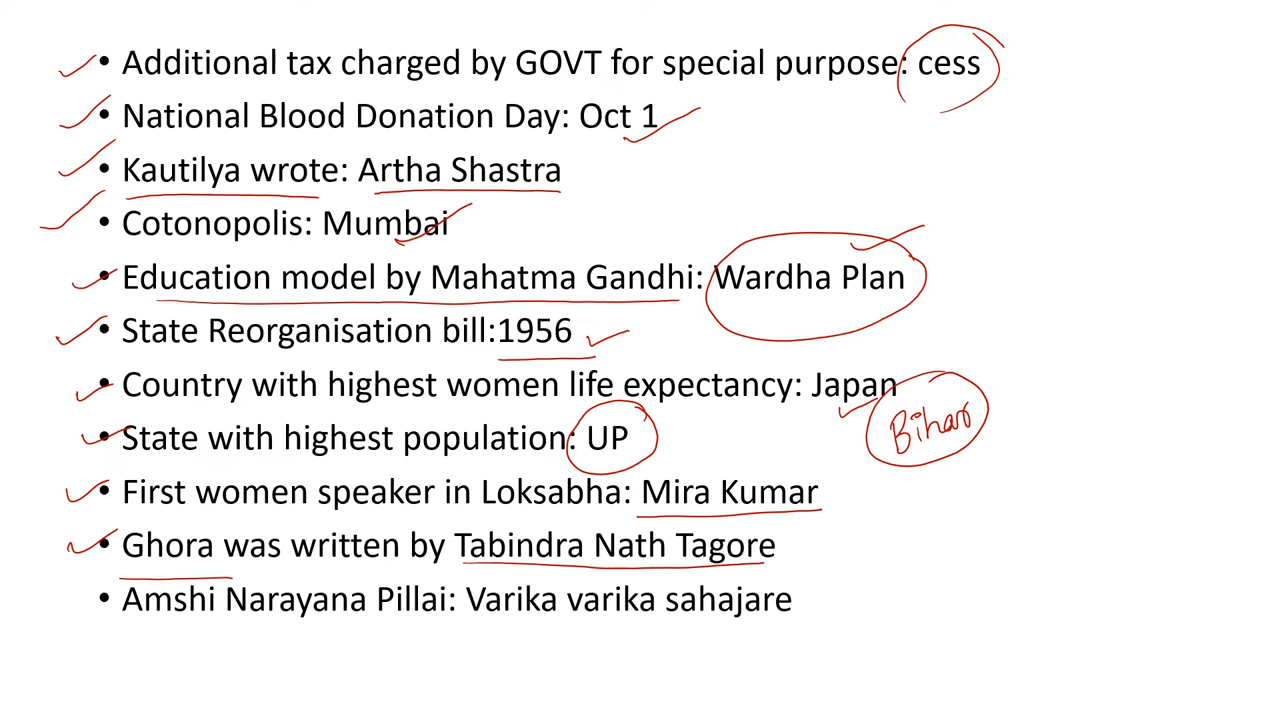 • Additional tax charged by GOVT for special purpose: cess
• National Blood Donation Day: Oct 1
• Kautilya wrote: Artha Shastra
• Cotonopolis: Mumbai
• Education model by Mahatma Gandhi: Wardha Plan
• State Reorganisation bill:1956
• Country with highest women life expectancy: Japan
Bihar
• State with highest population: UP
• First women speaker in Loksabha: Mira Kumar
• Ghora was written by Tabindra Nath Tagore
• Amshi Narayana Pillai: Varika varika sahajare